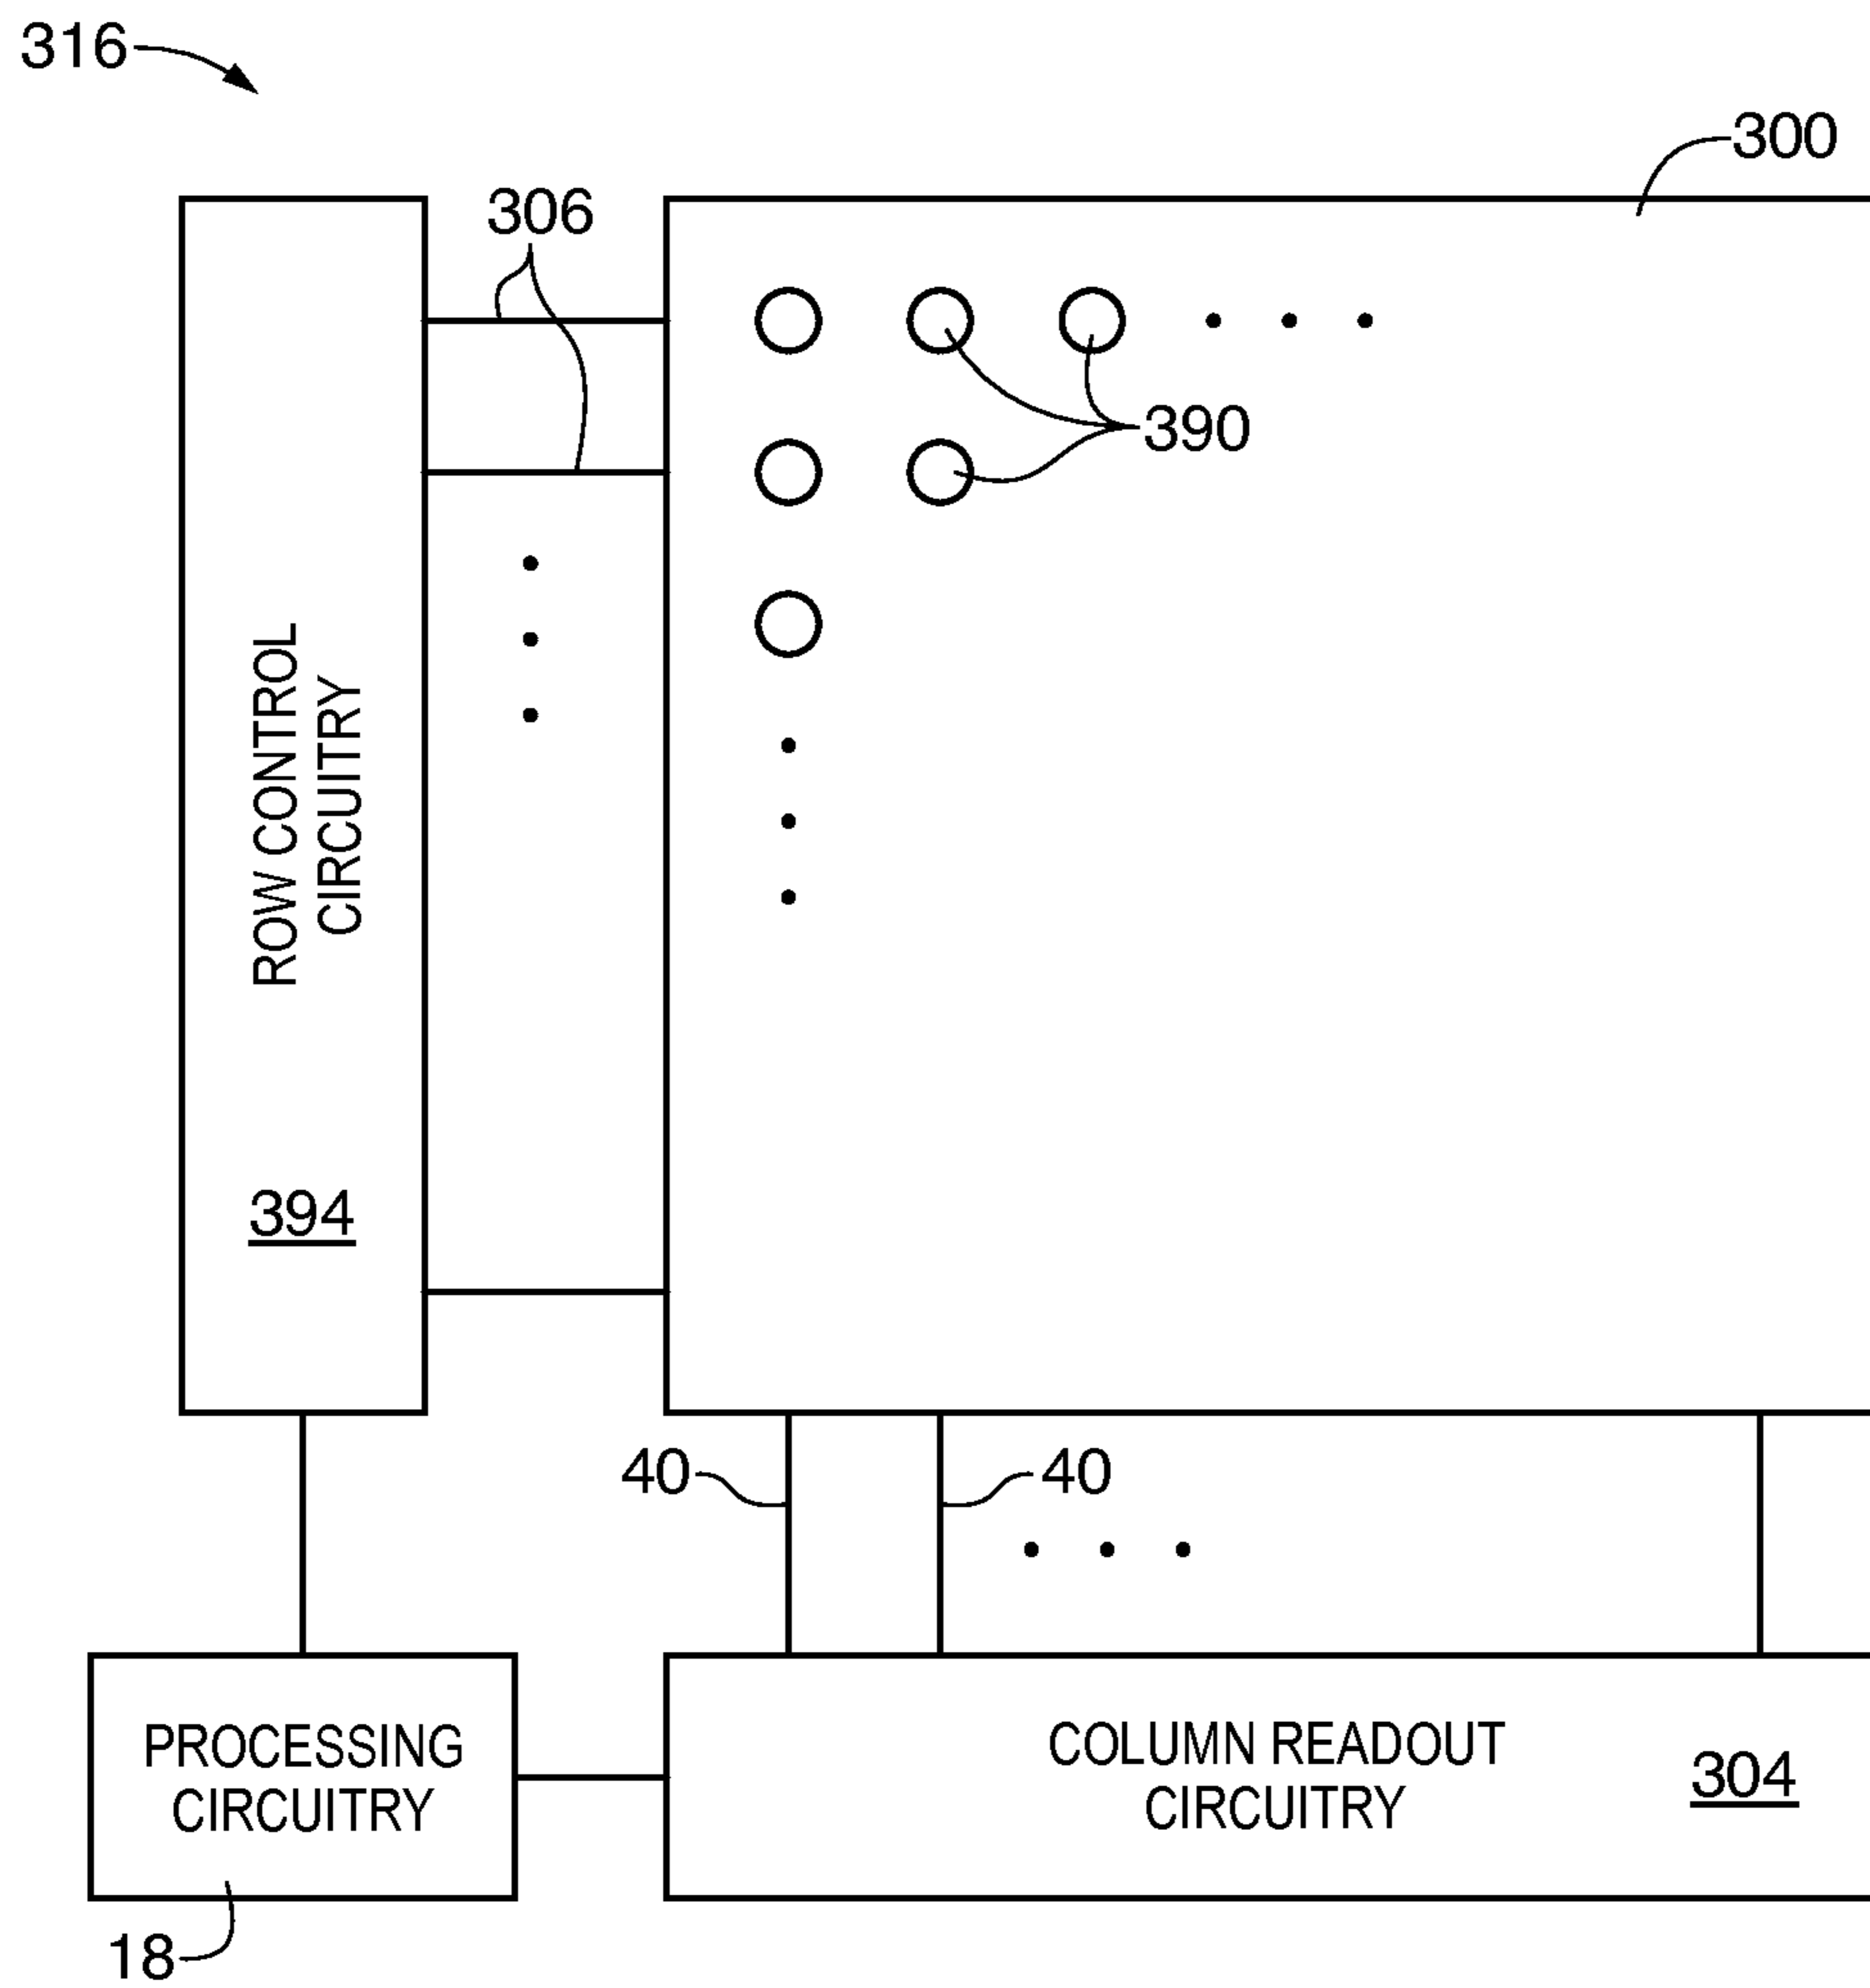 316
300
306
390
ROW CONTROL
CIRCUITRY
394
40
40
PROCESSING
CIRCUITRY
COLUMN READOUT
CIRCUITRY
304
18